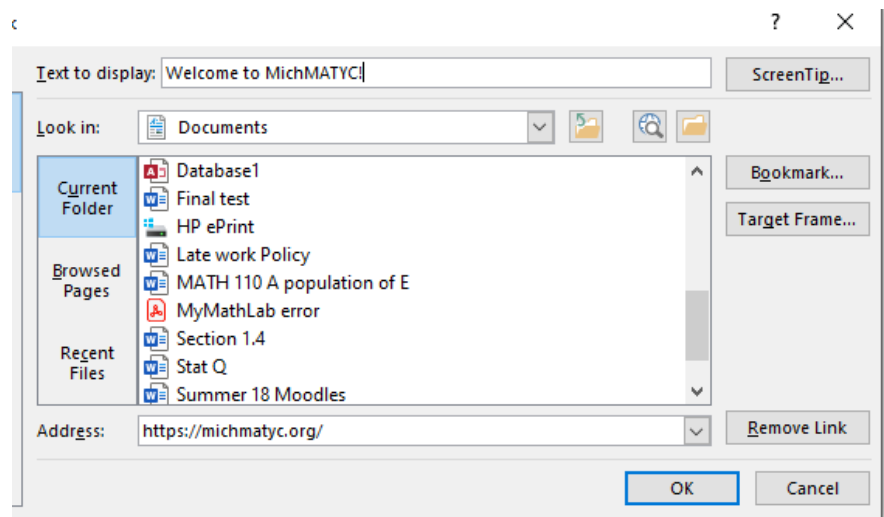 ?
Text to display: Welcome to MichMATYC!
ScreenTip...
Look in: Documents
Current Folder
Browsed Pages
Recent Files
Database1
Final test
HP ePrint
Late work Policy
MATH 110 A population of E
MyMathLab error
Section 1.4
Stat Q
Summer 18 Moodles
Bookmark...
Target Frame...
Address: https://michmatyc.org/
Remove Link
OK
Cancel